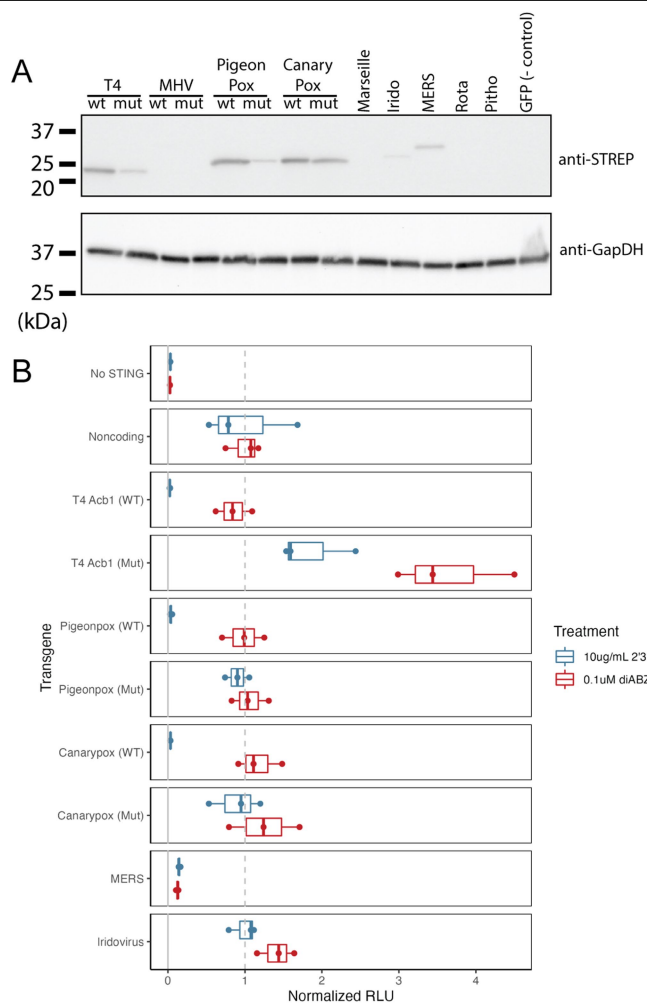 A
T4
MHV
Pigeon Pox
Canary Pox
Marseille
Irido
MERS
Rota
Pitho
GFP (- control)
wt mut wt mut wt mut wt mut
37
25
20
anti-STREP
37
25
anti-GapDH
(kDa)
B
No STING
Noncoding
T4 Acb1 (WT)
T4 Acb1 (Mut)
Pigeonpox (WT)
Pigeonpox (Mut)
Canarypox (WT)
Canarypox (Mut)
MERS
Iridovirus
Transgene
0 1 2 3 4
Normalized RLU
Treatment
10ug/mL 2'3
0.1uM diABZ